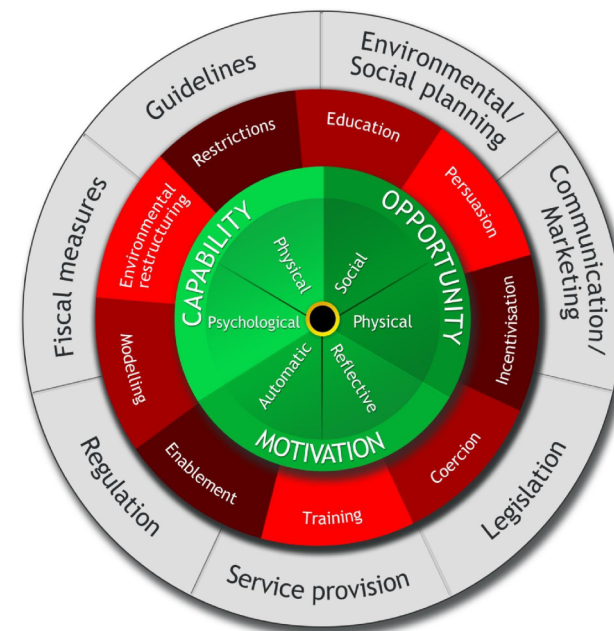 Guidelines
Environmental/
Social planning
Communication/
Marketing
Legislation
Service provision
Regulation
Fiscal measures
Restrictions
Education
Persuasion
Incentivisation
Coercion
Training
Enablement
Modelling
Environmental
restructuring
CAPABILITY
OPPORTUNITY
MOTIVATION
Physical
Social
Physical
Reflective
Automatic
Psychological